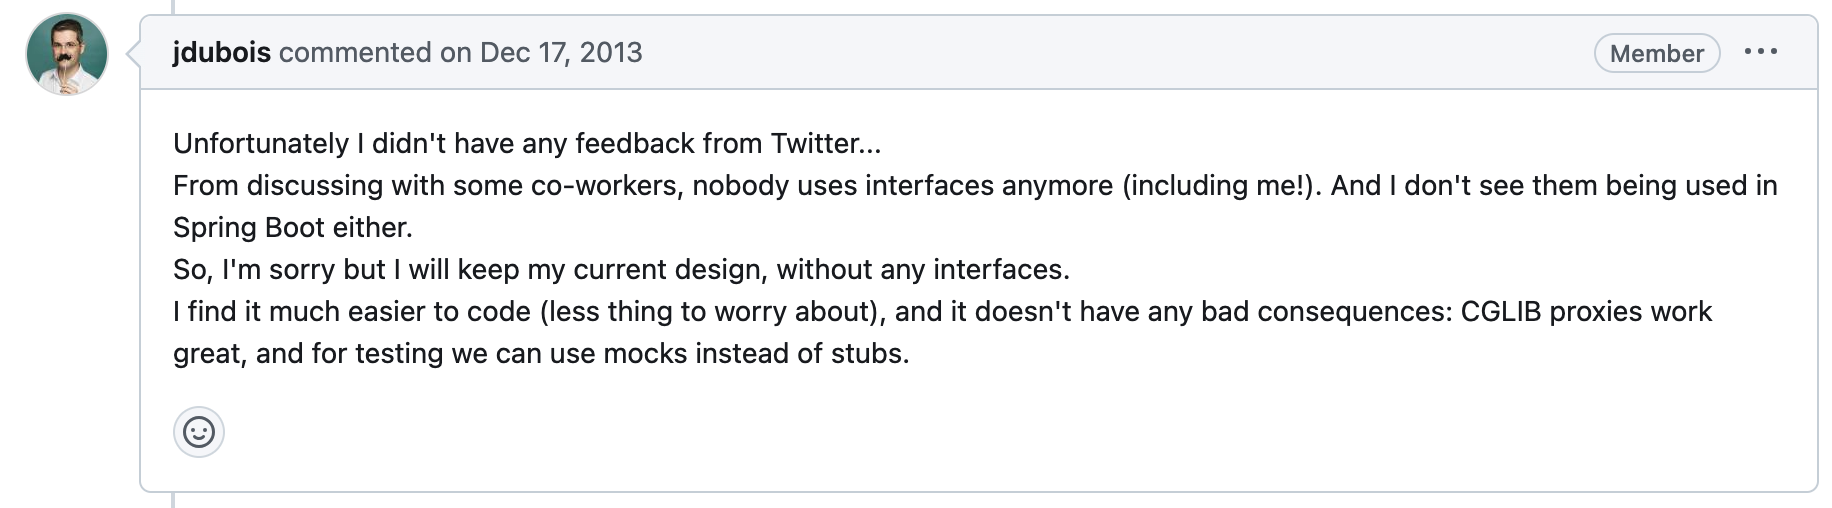 jdubois commented on Dec 17, 2013
Member
Unfortunately I didn't have any feedback from Twitter...
From discussing with some co-workers, nobody uses interfaces anymore (including me!). And I don't see them being used in
Spring Boot either.
So, I'm sorry but I will keep my current design, without any interfaces.
I find it much easier to code (less thing to worry about), and it doesn't have any bad consequences: CGLIB proxies work
great, and for testing we can use mocks instead of stubs.